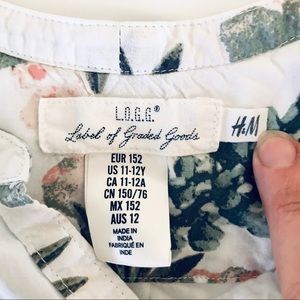 L.O.G.G.®
Label of Graded Goods
H&M
EUR 152
US 11-12Y
CA 11-12A
CN 150/76
MX 152
AUS 12
MADE IN
INDIA
FABRIQUÉ EN
INDE